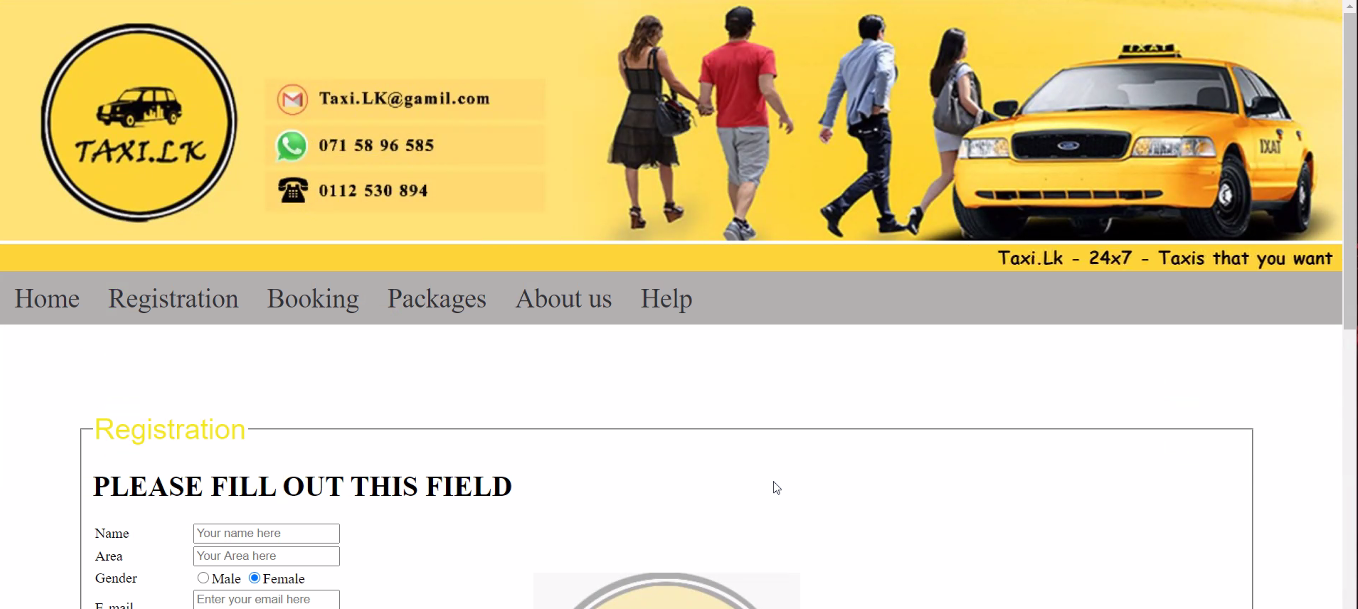 TAXI.LK
Taxi.LK@gamil.com
071 58 96 585
0112 530 894
IXAT
IXAT
Taxi.Lk - 24x7 - Taxis that you want
Home Registration Booking Packages About us Help
Registration
PLEASE FILL OUT THIS FIELD
Name Your name here
Area Your Area here
Gender Male Female
E-mail Enter your email here